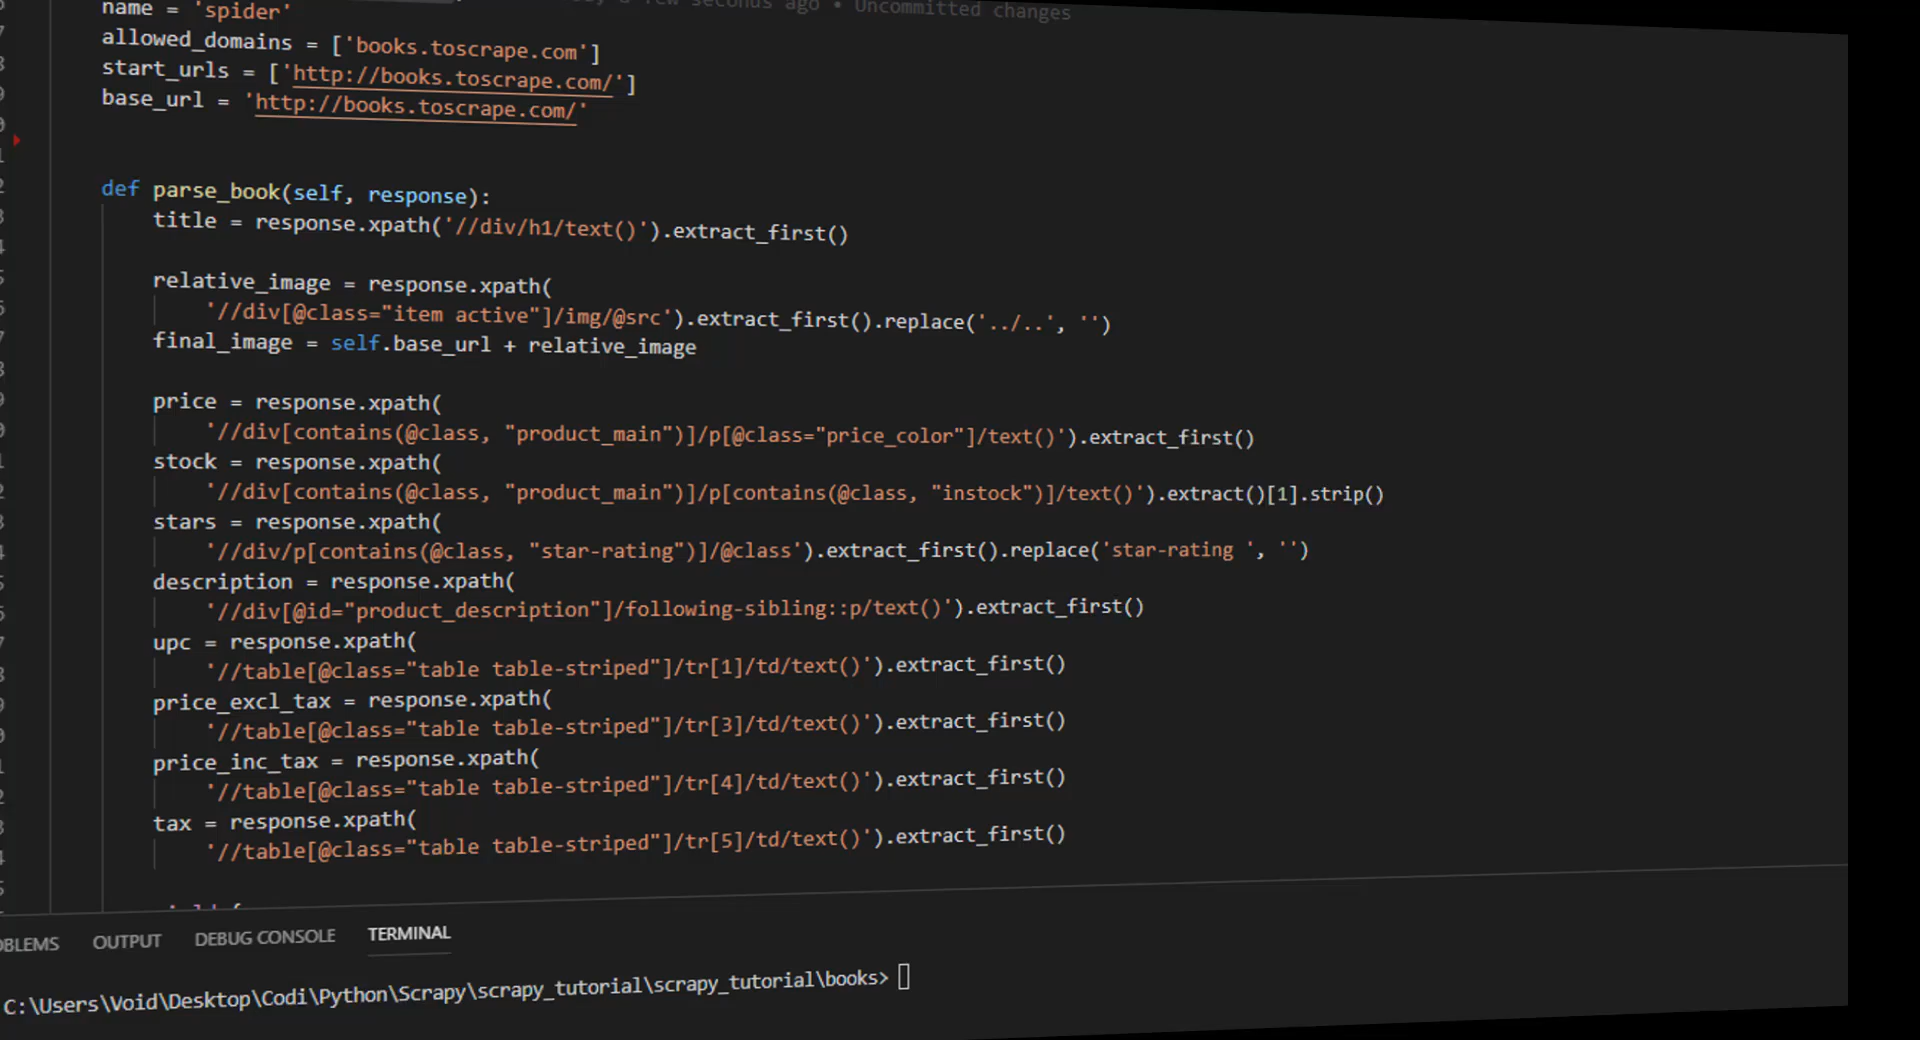 name = 'spider'
few seconds ago • Uncommitted changes
allowed_domains = ['books.toscrape.com']
start_urls = ['http://books.toscrape.com/']
base_url = 'http://books.toscrape.com/'
def parse_book(self, response):
title = response.xpath('//div/h1/text()').extract_first()
relative_image = response.xpath(
'//div[@class="item active"]/img/@src').extract_first().replace('../..', '')
final_image = self.base_url + relative_image
price = response.xpath(
'//div[contains(@class, "product_main")]/p[@class="price_color"]/text()').extract_first()
stock = response.xpath(
'//div[contains(@class, "product_main")]/p[contains(@class, "instock")]/text()').extract()[1].strip()
stars = response.xpath(
'//div/p[contains(@class, "star-rating")]/@class').extract_first().replace('star-rating ', '')
description = response.xpath(
'//div[@id="product_description"]/following-sibling::p/text()').extract_first()
upc = response.xpath(
'//table[@class="table table-striped"]/tr[1]/td/text()').extract_first()
price_excl_tax = response.xpath(
'//table[@class="table table-striped"]/tr[3]/td/text()').extract_first()
price_inc_tax = response.xpath(
'//table[@class="table table-striped"]/tr[4]/td/text()').extract_first()
tax = response.xpath(
'//table[@class="table table-striped"]/tr[5]/td/text()').extract_first()
OBLEMS OUTPUT DEBUG CONSOLE TERMINAL
C:\Users\Void\Desktop\Codi\Python\Scrapy\scrapy_tutorial\scrapy_tutorial\books>